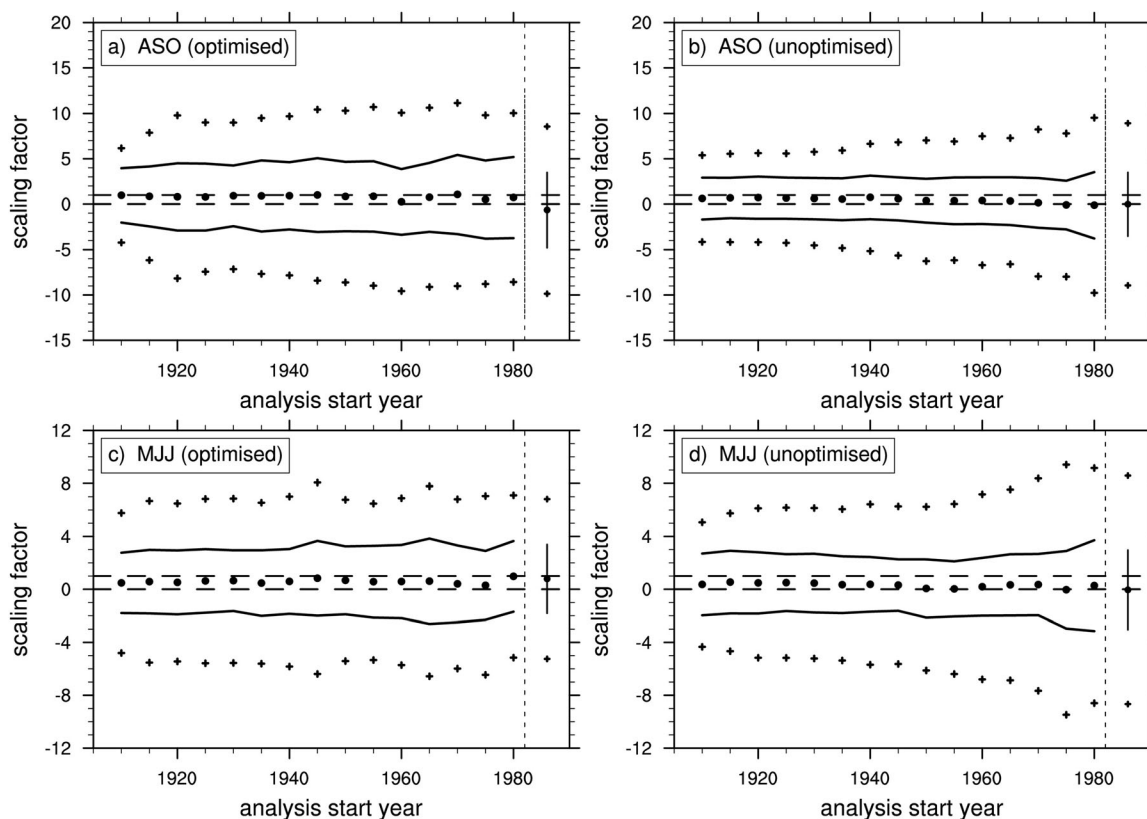 a) ASO (optimised)
20
15
10
5
0
-5
-10
-15
scaling factor
1920 1940 1960 1980
analysis start year
b) ASO (unoptimised)
20
15
10
5
0
-5
-10
-15
scaling factor
1920 1940 1960 1980
analysis start year
c) MJJ (optimised)
12
8
4
0
-4
-8
-12
scaling factor
1920 1940 1960 1980
analysis start year
d) MJJ (unoptimised)
12
8
4
0
-4
-8
-12
scaling factor
1920 1940 1960 1980
analysis start year